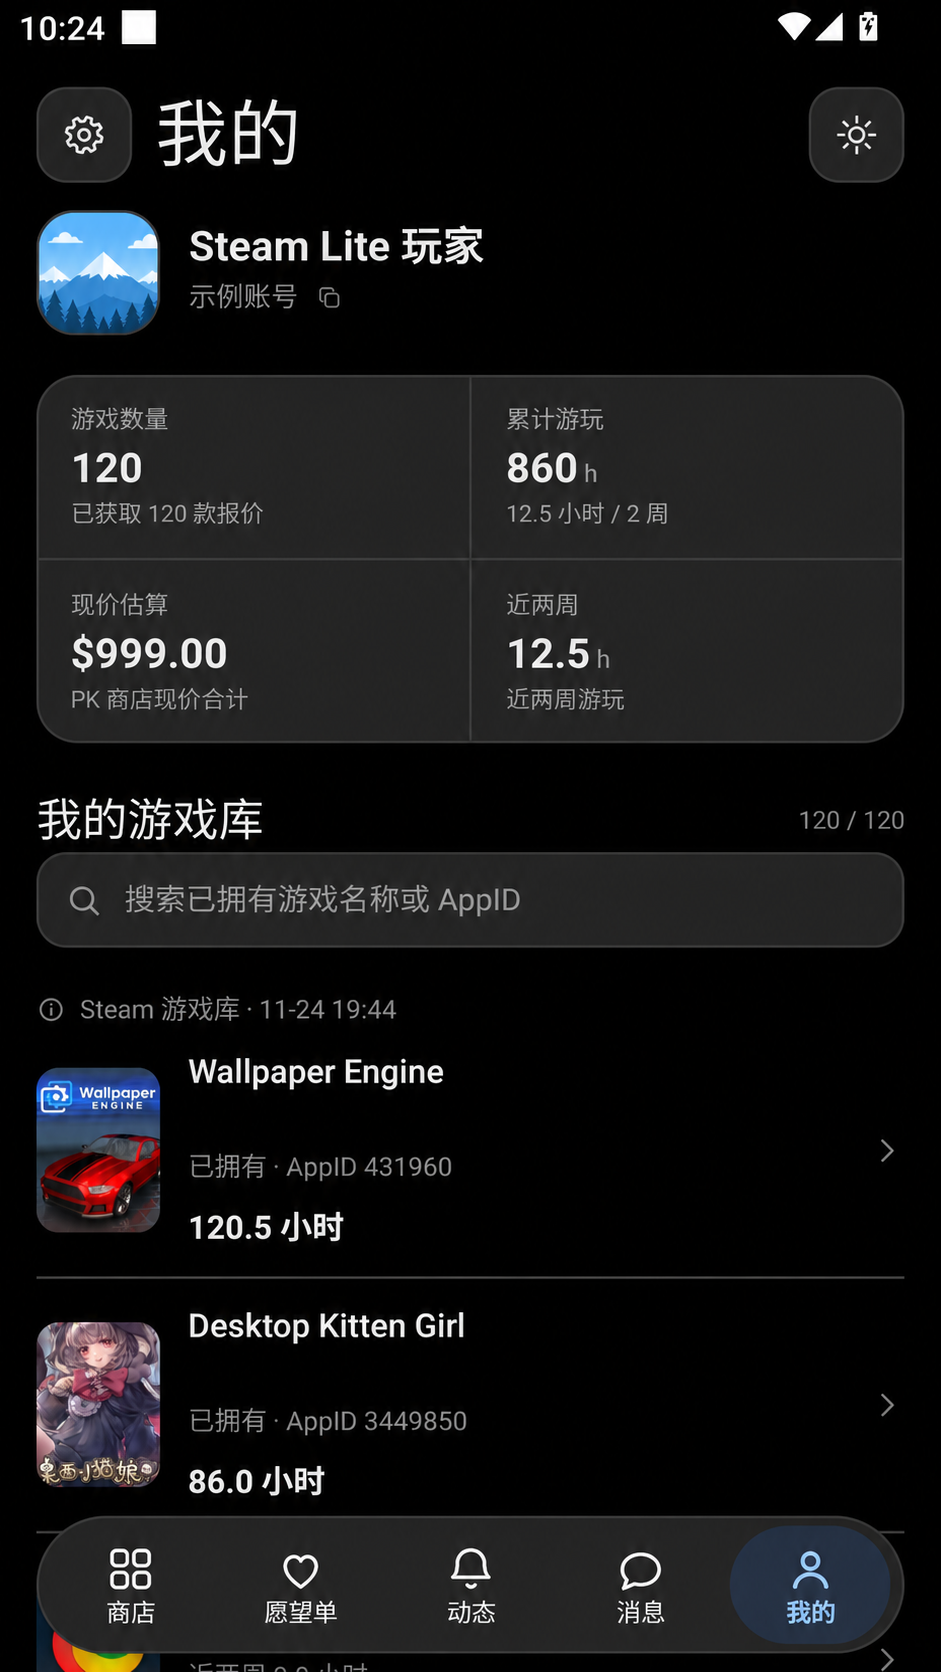 10:24
我的
Steam Lite 玩家
示例账号
游戏数量
120
已获取 120 款报价
累计游玩
860 h
12.5 小时 / 2 周
现价估算
$999.00
PK 商店现价合计
近两周
12.5 h
近两周游玩
我的游戏库
120 / 120
搜索已拥有游戏名称或 AppID
Steam 游戏库 · 11-24 19:44
Wallpaper
ENGINE
Wallpaper Engine
已拥有 · AppID 431960
120.5 小时
Desktop Kitten Girl
桌面小猫娘
已拥有 · AppID 3449850
86.0 小时
商店
愿望单
动态
消息
我的